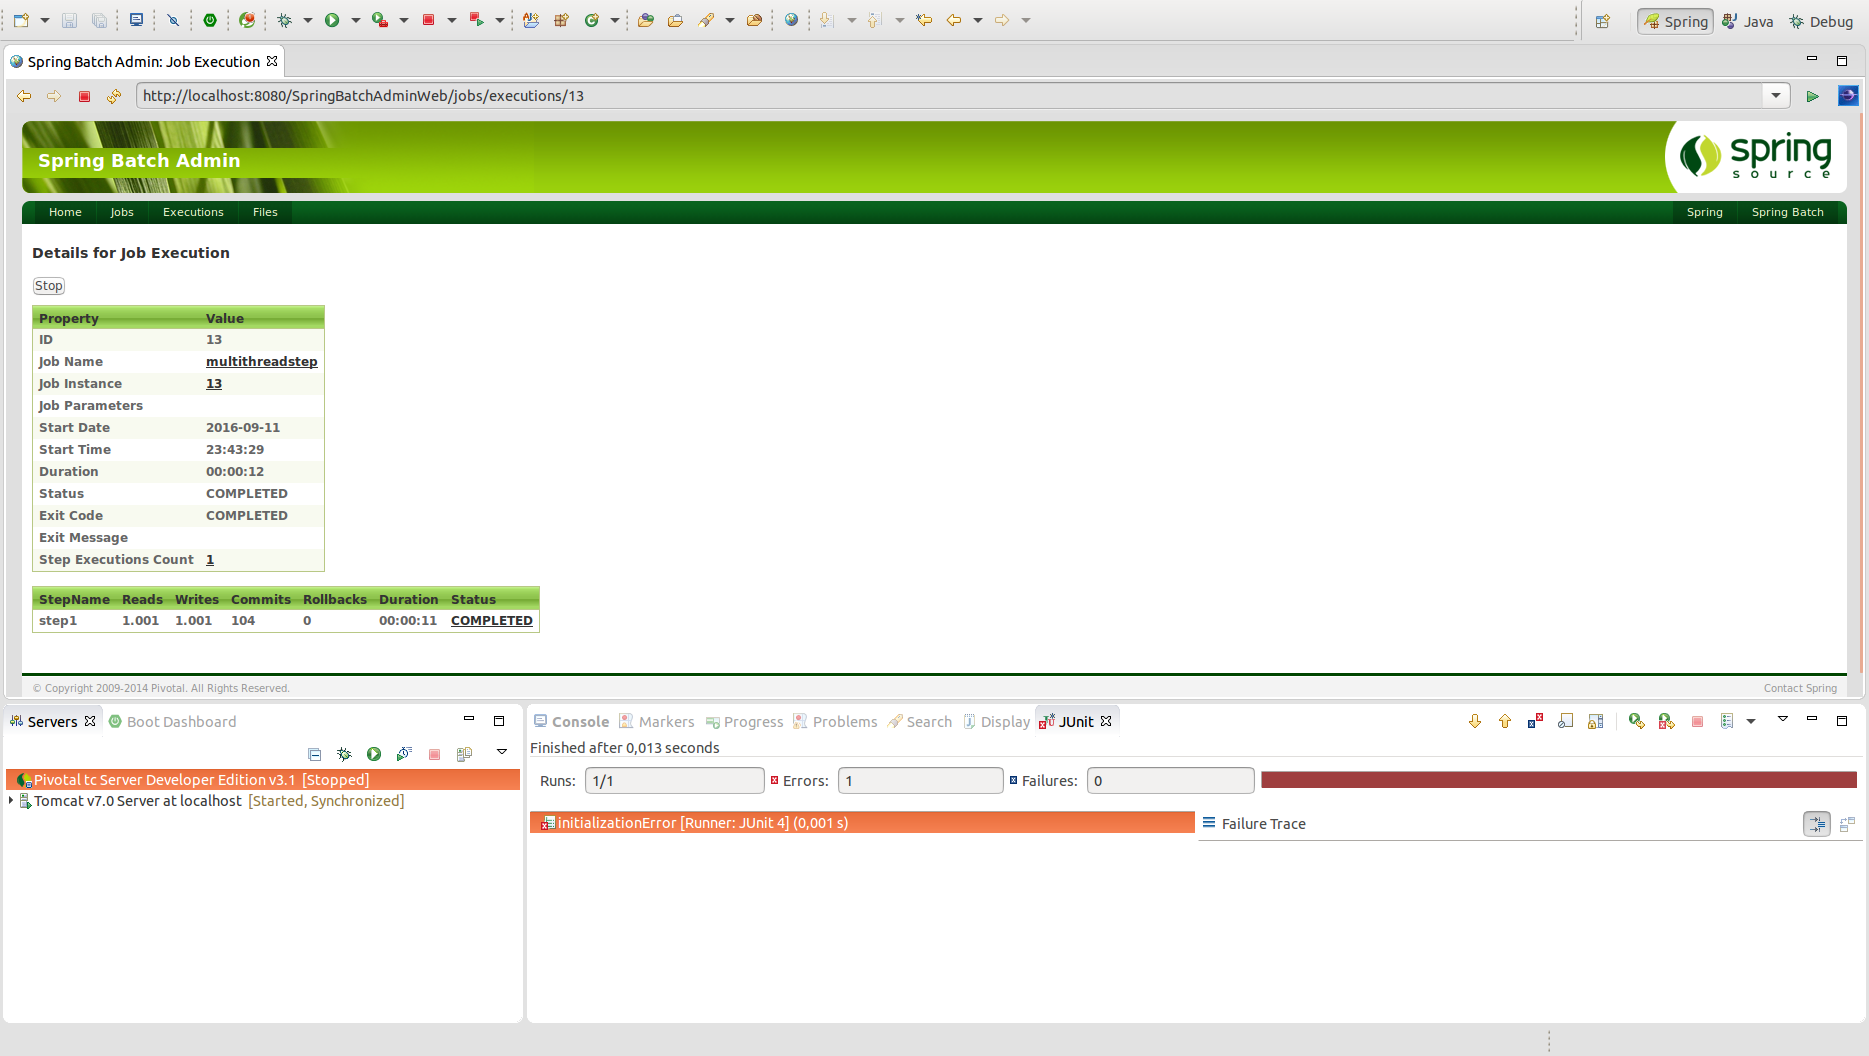 Spring Java Debug
Spring Batch Admin: Job Execution
http://localhost:8080/SpringBatchAdminWeb/jobs/executions/13
Spring Batch Admin
spring
source
Home Jobs Executions Files Spring Spring Batch
Details for Job Execution
Stop
Property Value
ID 13
Job Name multithreadstep
Job Instance 13
Job Parameters
Start Date 2016-09-11
Start Time 23:43:29
Duration 00:00:12
Status COMPLETED
Exit Code COMPLETED
Exit Message
Step Executions Count 1
StepName Reads Writes Commits Rollbacks Duration Status
step1 1.001 1.001 104 0 00:00:11 COMPLETED
© Copyright 2009-2014 Pivotal. All Rights Reserved. Contact Spring
Servers Boot Dashboard
Pivotal tc Server Developer Edition v3.1 [Stopped]
Tomcat v7.0 Server at localhost [Started, Synchronized]
Console Markers Progress Problems Search Display JUnit
Finished after 0,013 seconds
Runs: 1/1 Errors: 1 Failures: 0
initializationError [Runner: JUnit 4] (0,001 s)
Failure Trace